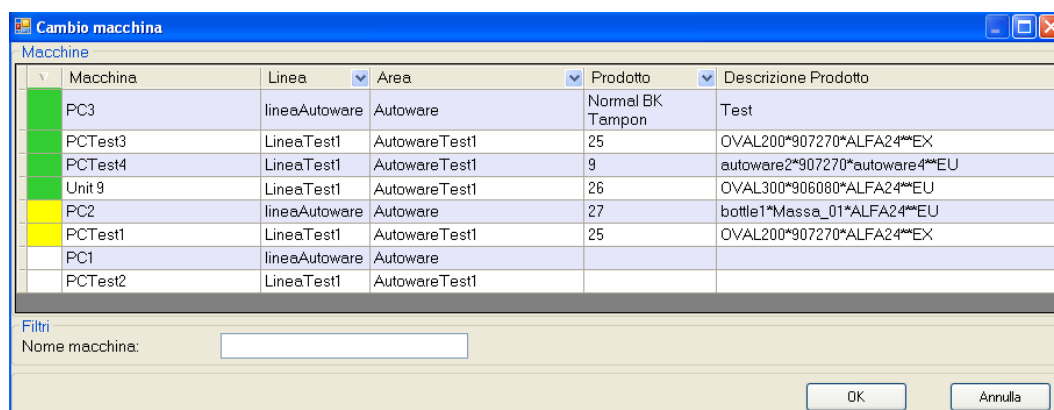 Cambio macchina
Macchine
Macchina Linea Area Prodotto Descrizione Prodotto
PC3 lineaAutoware Autoware Normal BK Tampon Test
PCTest3 LineaTest1 AutowareTest1 25 OVAL200*907270*ALFA24**EX
PCTest4 LineaTest1 AutowareTest1 9 autoware2*907270*autoware4**EU
Unit 9 LineaTest1 AutowareTest1 26 OVAL300*906080*ALFA24**EU
PC2 lineaAutoware Autoware 27 bottle1*Massa_01*ALFA24**EU
PCTest1 LineaTest1 AutowareTest1 25 OVAL200*907270*ALFA24**EX
PC1 lineaAutoware Autoware
PCTest2 LineaTest1 AutowareTest1
Filtri
Nome macchina:
OK Annulla